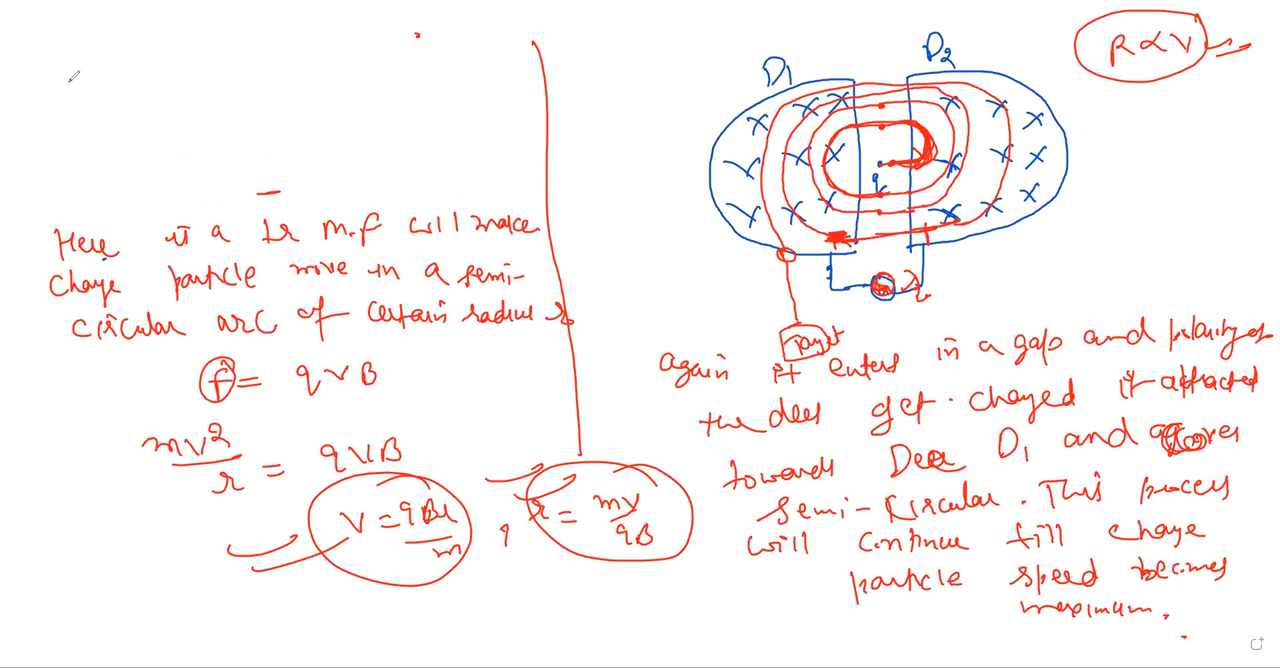 Here is a ⊥r M.f will make
charge particle move in a semi-
circular arc of certain radius r
f = qvB
mv²/r = qvB
v = qBr/m , r = mv/qB
R ∝ V
D1 D2
q
Target
again it enters in a gap and polarity of
the dees get changed it attracted
towards Dee D1 and moves
semi-circular. This process
will continue till charge
particle speed becomes
maximum.